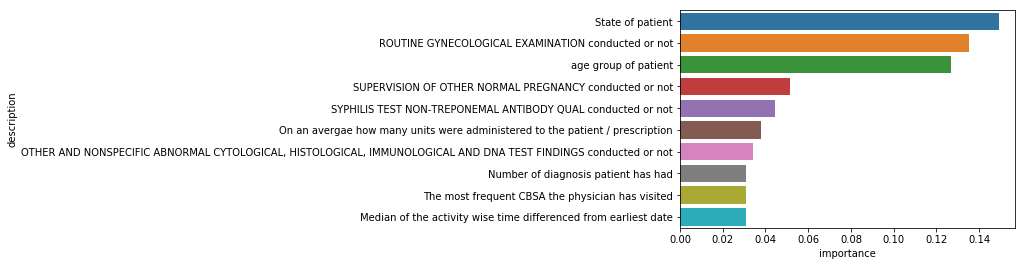 State of patient
ROUTINE GYNECOLOGICAL EXAMINATION conducted or not
age group of patient
SUPERVISION OF OTHER NORMAL PREGNANCY conducted or not
SYPHILIS TEST NON-TREPONEMAL ANTIBODY QUAL conducted or not
description
On an avergae how many units were administered to the patient / prescription
OTHER AND NONSPECIFIC ABNORMAL CYTOLOGICAL, HISTOLOGICAL, IMMUNOLOGICAL AND DNA TEST FINDINGS conducted or not
Number of diagnosis patient has had
The most frequent CBSA the physician has visited
Median of the activity wise time differenced from earliest date
0.00 0.02 0.04 0.06 0.08 0.10 0.12 0.14
importance